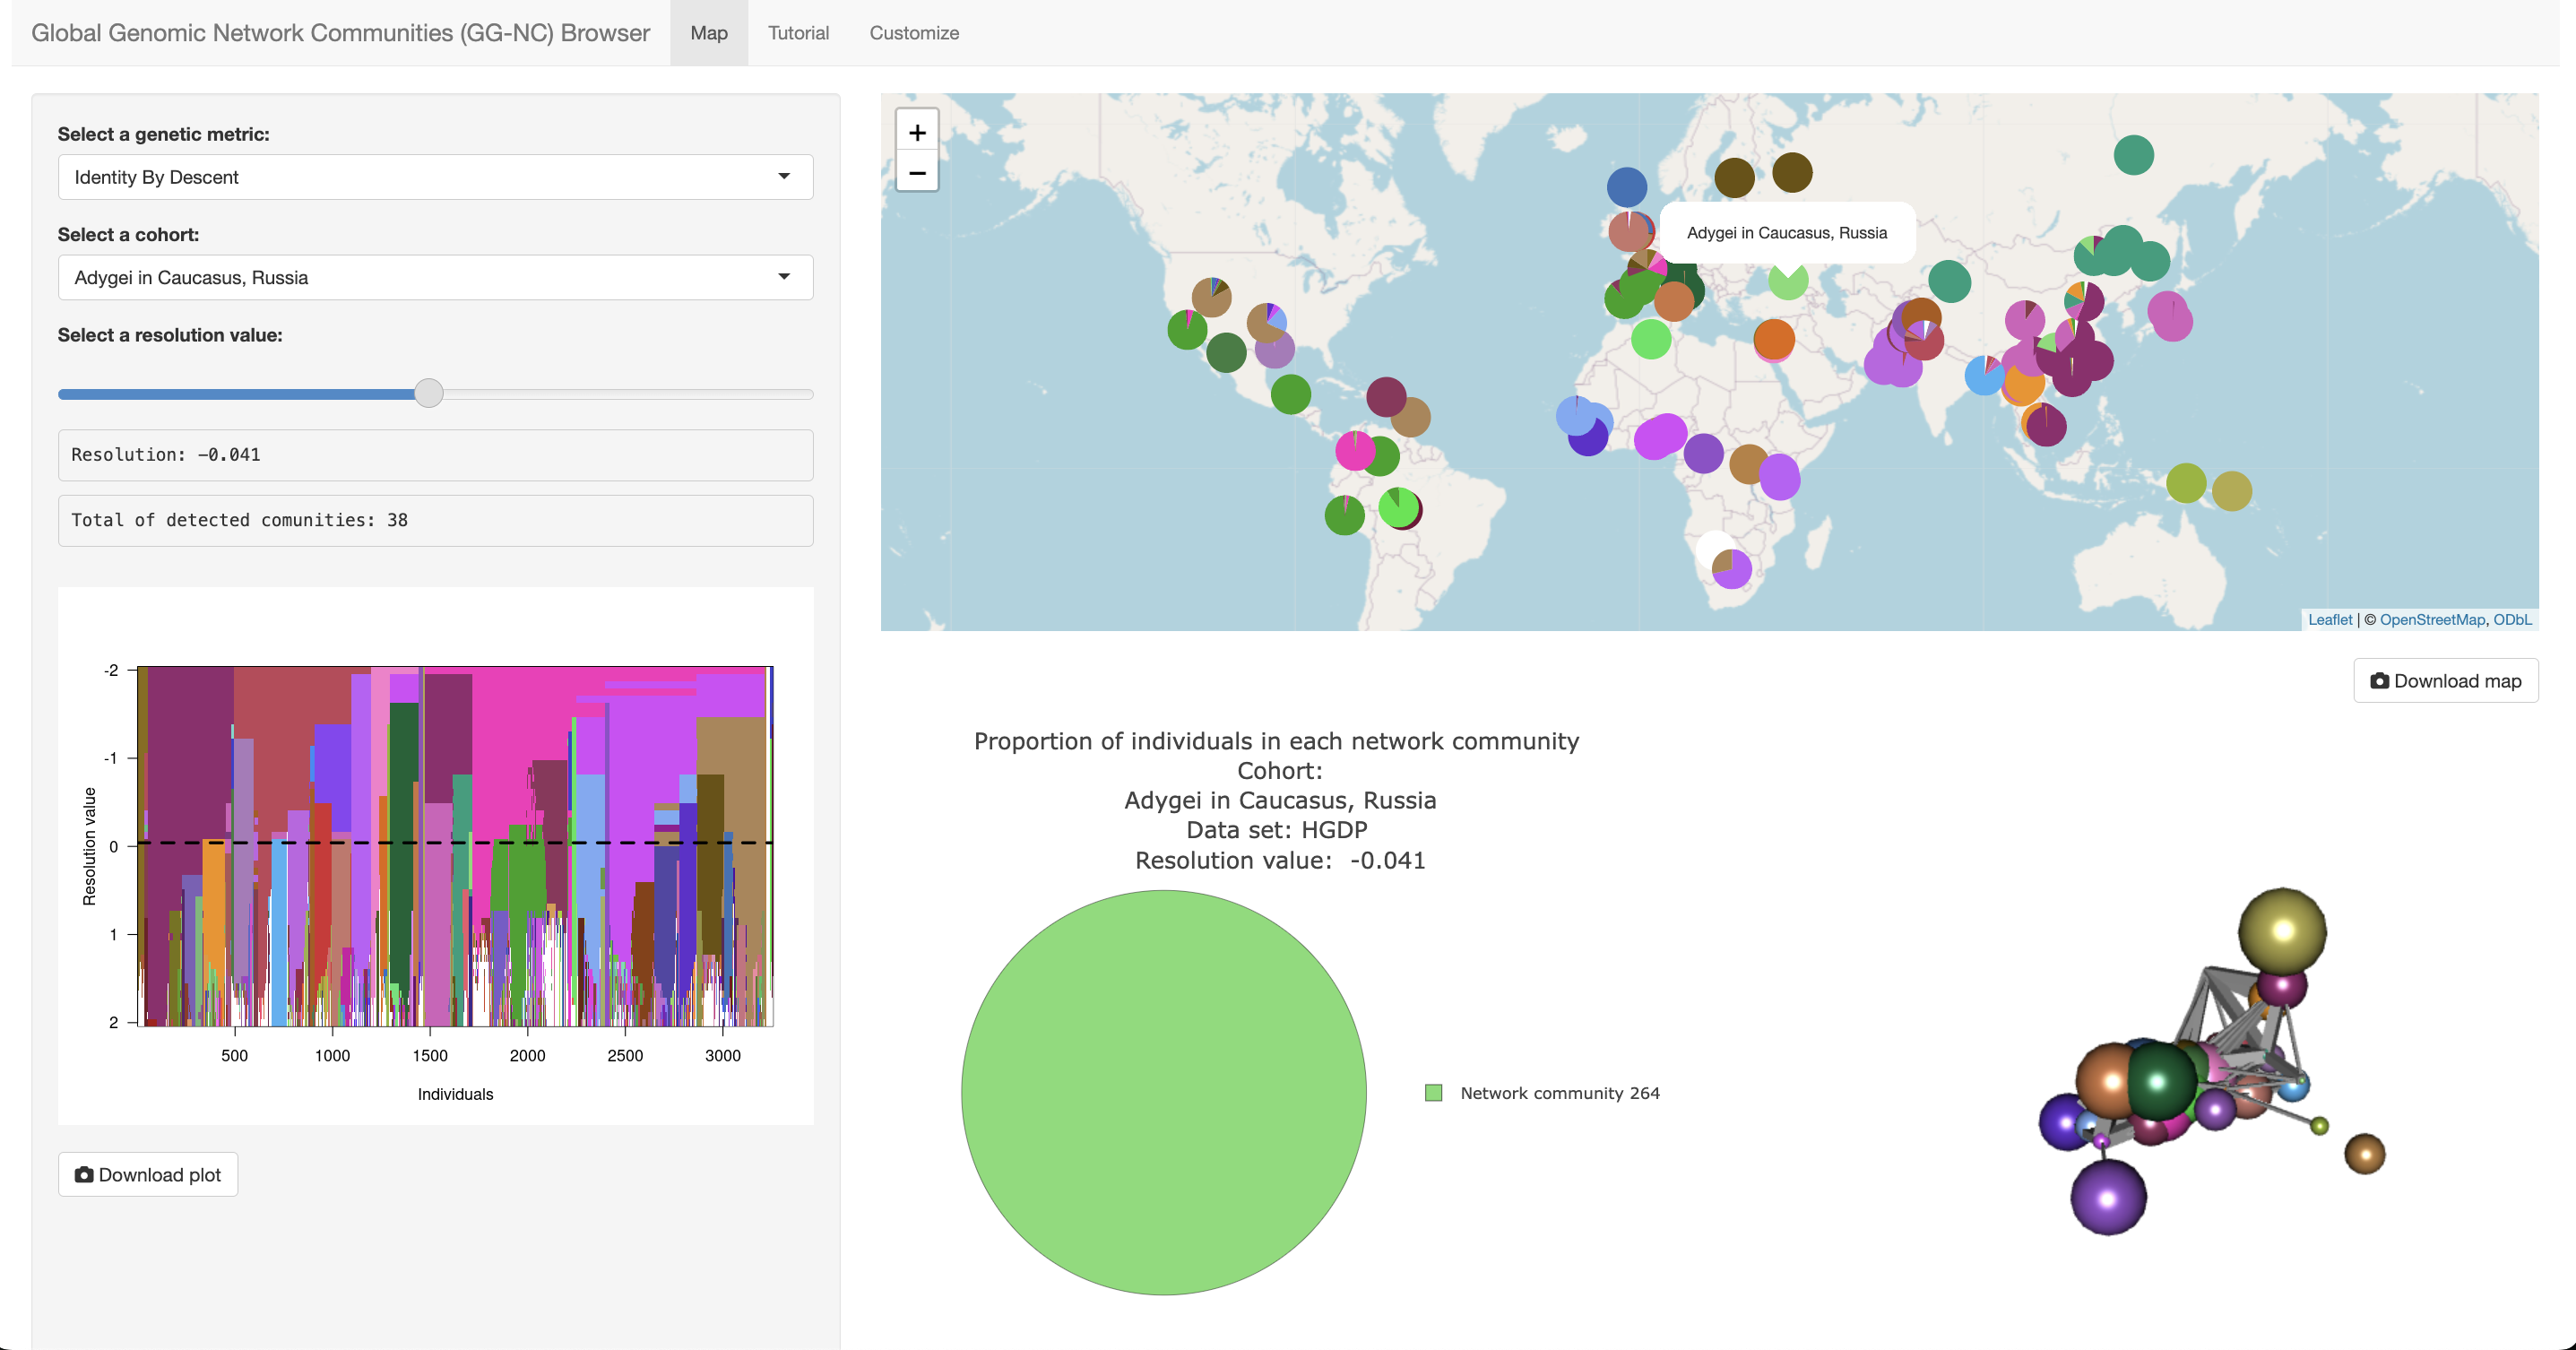 Global Genomic Network Communities (GG-NC) Browser
Map
Tutorial
Customize
Select a genetic metric:
Identity By Descent
Select a cohort:
Adygei in Caucasus, Russia
Select a resolution value:
Resolution: -0.041
Total of detected comunities: 38
-2
-1
0
1
2
Resolution value
500
1000
1500
2000
2500
3000
Individuals
Download plot
+
−
Adygei in Caucasus, Russia
Leaflet | © OpenStreetMap, ODbL
Download map
Proportion of individuals in each network community
Cohort:
Adygei in Caucasus, Russia
Data set: HGDP
Resolution value: -0.041
Network community 264